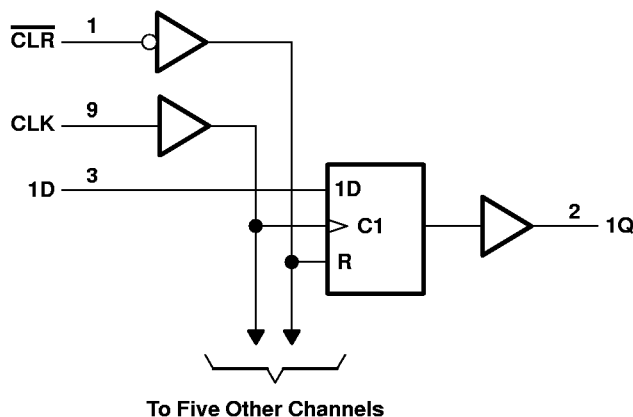 CLR 1
CLK 9
1D 3
1D
C1
R
2 1Q
To Five Other Channels